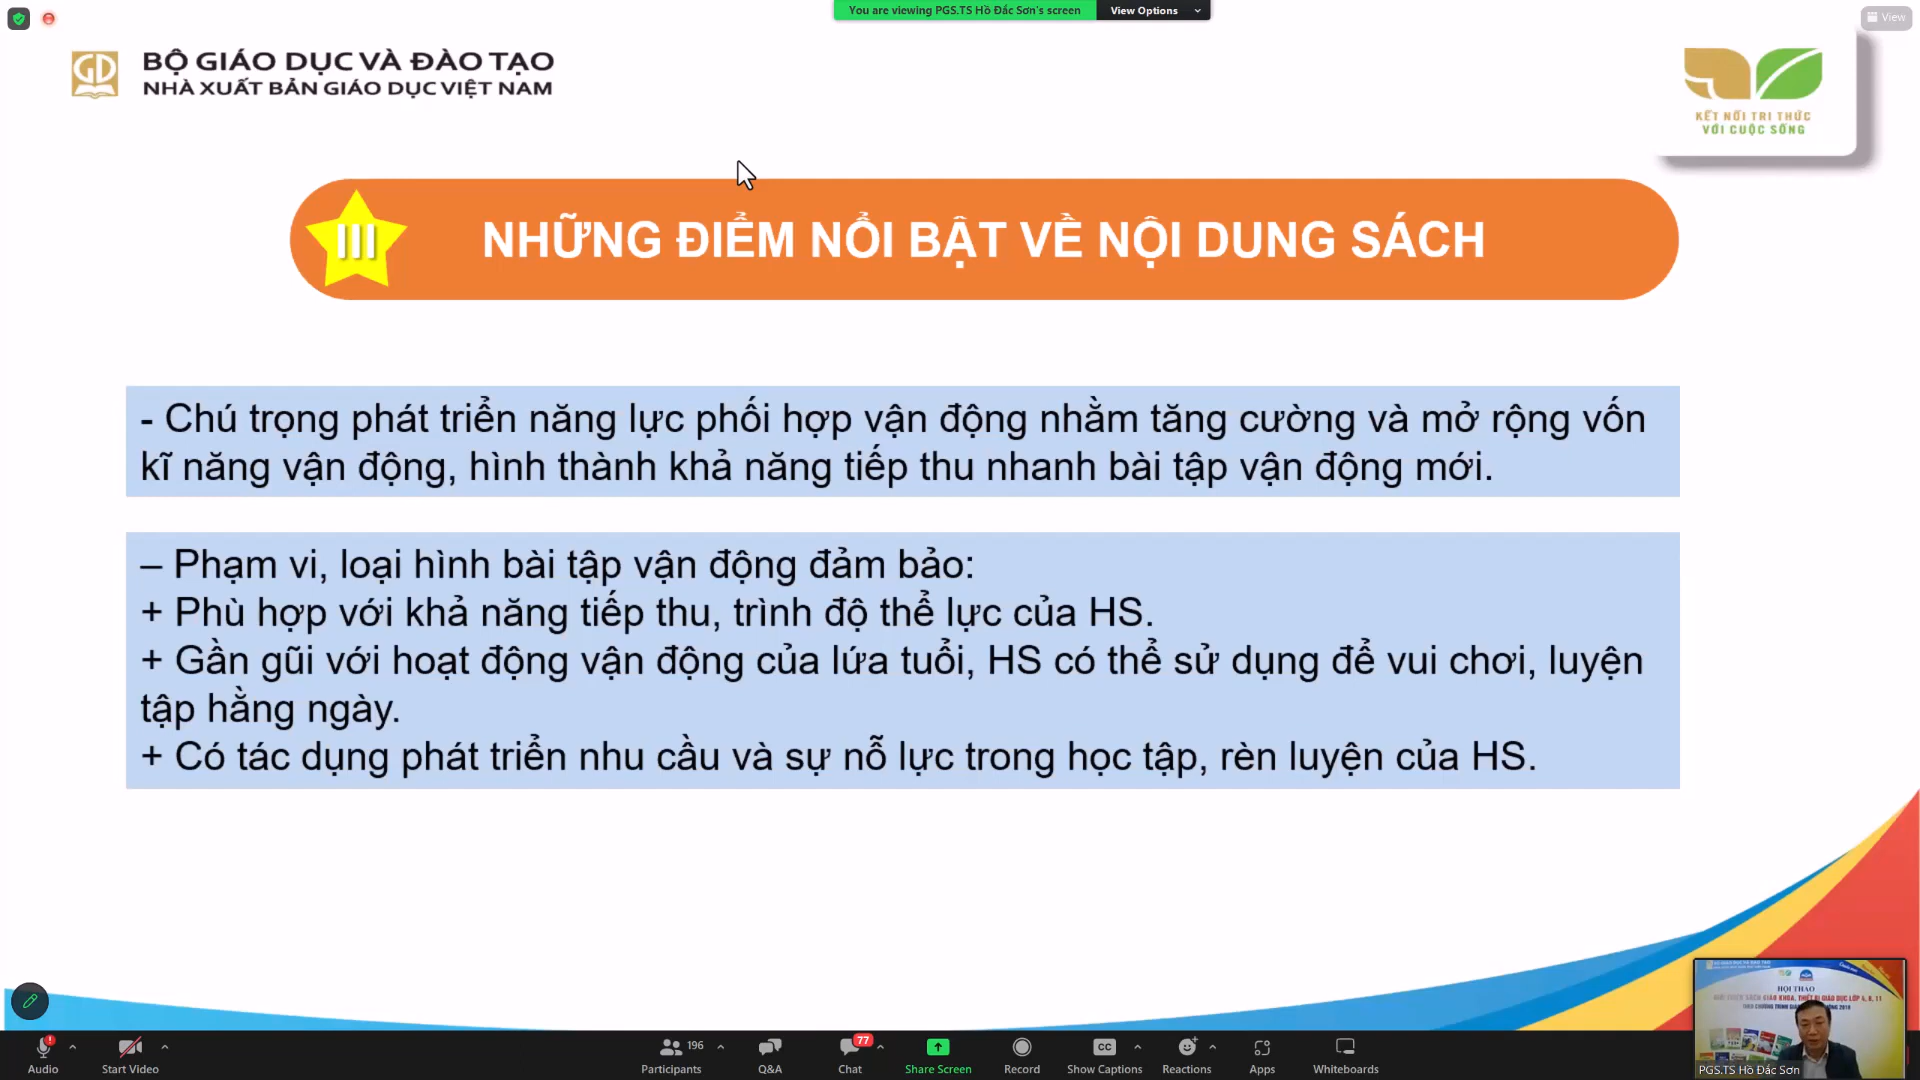 You are viewing PGS.TS Hồ Đắc Sơn's screen
View Options
View
BỘ GIÁO DỤC VÀ ĐÀO TẠO
NHÀ XUẤT BẢN GIÁO DỤC VIỆT NAM
KẾT NỐI TRI THỨC
VỚI CUỘC SỐNG
III
NHỮNG ĐIỂM NỔI BẬT VỀ NỘI DUNG SÁCH
- Chú trọng phát triển năng lực phối hợp vận động nhằm tăng cường và mở rộng vốn
kĩ năng vận động, hình thành khả năng tiếp thu nhanh bài tập vận động mới.
– Phạm vi, loại hình bài tập vận động đảm bảo:
+ Phù hợp với khả năng tiếp thu, trình độ thể lực của HS.
+ Gần gũi với hoạt động vận động của lứa tuổi, HS có thể sử dụng để vui chơi, luyện
tập hằng ngày.
+ Có tác dụng phát triển nhu cầu và sự nỗ lực trong học tập, rèn luyện của HS.
HỘI THẢO
PGS.TS Hồ Đắc Sơn
Audio
Start Video
Participants
196
Q&A
Chat
77
Share Screen
Record
CC
Show Captions
Reactions
Apps
Whiteboards